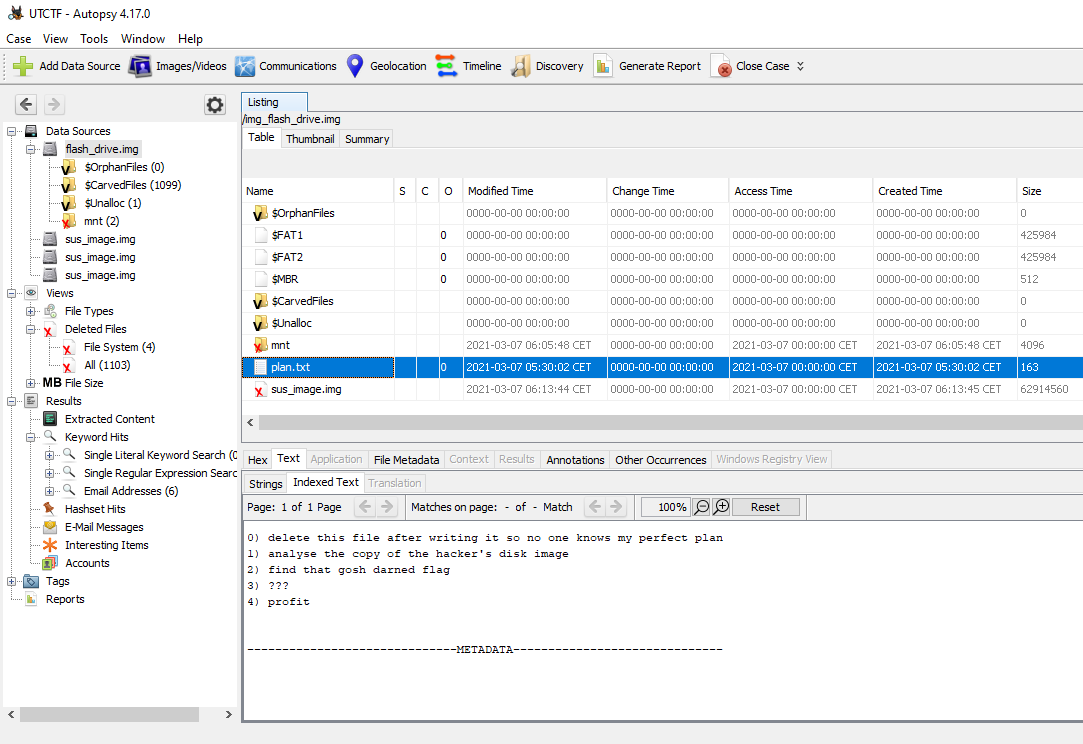 UTCTF - Autopsy 4.17.0
Case View Tools Window Help
Add Data Source Images/Videos Communications Geolocation Timeline Discovery Generate Report Close Case
Data Sources
flash_drive.img
$OrphanFiles (0)
$CarvedFiles (1099)
$Unalloc (1)
mnt (2)
sus_image.img
sus_image.img
sus_image.img
Views
File Types
Deleted Files
File System (4)
All (1103)
MB File Size
Results
Extracted Content
Keyword Hits
Single Literal Keyword Search (0
Single Regular Expression Searc
Email Addresses (6)
Hashset Hits
E-Mail Messages
Interesting Items
Accounts
Tags
Reports
Listing
/img_flash_drive.img
Table Thumbnail Summary
Name S C O Modified Time Change Time Access Time Created Time Size
$OrphanFiles 0000-00-00 00:00:00 0000-00-00 00:00:00 0000-00-00 00:00:00 0000-00-00 00:00:00 0
$FAT1 0 0000-00-00 00:00:00 0000-00-00 00:00:00 0000-00-00 00:00:00 0000-00-00 00:00:00 425984
$FAT2 0 0000-00-00 00:00:00 0000-00-00 00:00:00 0000-00-00 00:00:00 0000-00-00 00:00:00 425984
$MBR 0 0000-00-00 00:00:00 0000-00-00 00:00:00 0000-00-00 00:00:00 0000-00-00 00:00:00 512
$CarvedFiles 0000-00-00 00:00:00 0000-00-00 00:00:00 0000-00-00 00:00:00 0000-00-00 00:00:00 0
$Unalloc 0000-00-00 00:00:00 0000-00-00 00:00:00 0000-00-00 00:00:00 0000-00-00 00:00:00 0
mnt 2021-03-07 06:05:48 CET 0000-00-00 00:00:00 2021-03-07 00:00:00 CET 2021-03-07 06:05:48 CET 4096
plan.txt 0 2021-03-07 05:30:02 CET 0000-00-00 00:00:00 2021-03-07 00:00:00 CET 2021-03-07 05:30:02 CET 163
sus_image.img 2021-03-07 06:13:44 CET 0000-00-00 00:00:00 2021-03-07 00:00:00 CET 2021-03-07 06:13:45 CET 62914560
Hex Text Application File Metadata Context Results Annotations Other Occurrences Windows Registry View
Strings Indexed Text Translation
Page: 1 of 1 Page Matches on page: - of - Match 100% Reset
0) delete this file after writing it so no one knows my perfect plan
1) analyse the copy of the hacker's disk image
2) find that gosh darned flag
3) ???
4) profit
------------------------------METADATA------------------------------